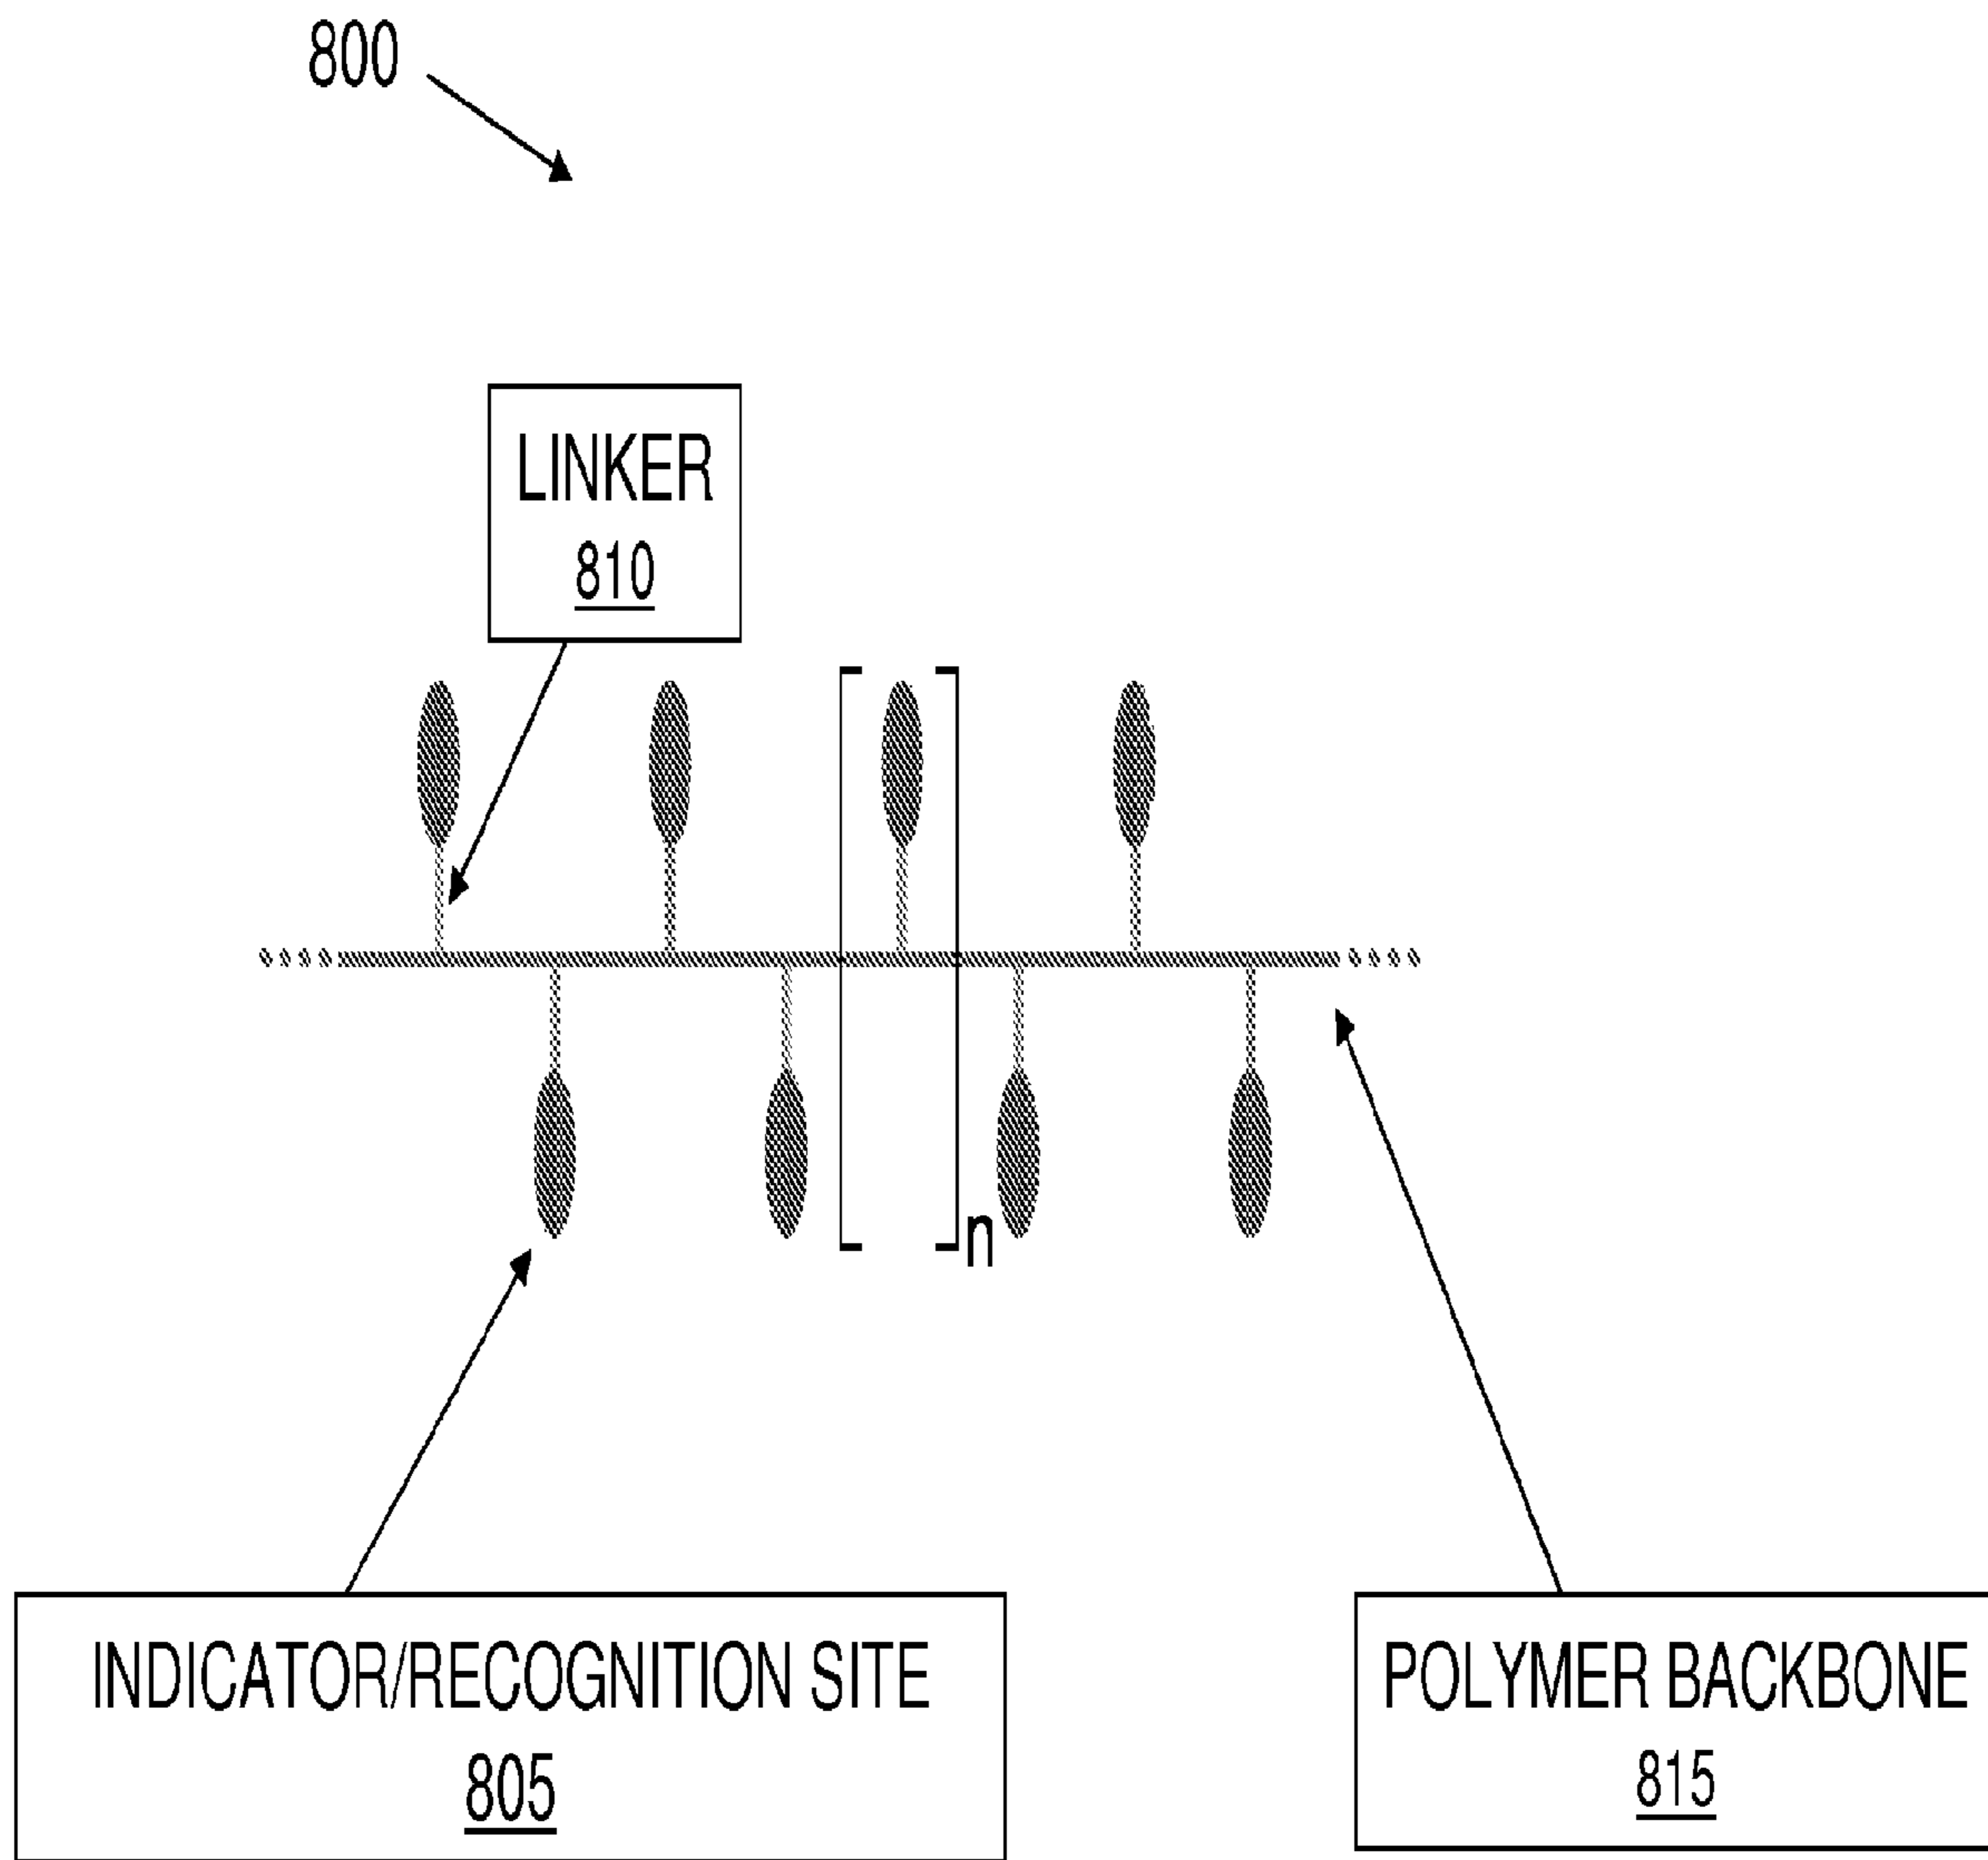 800
LINKER
810
n
INDICATOR/RECOGNITION SITE
805
POLYMER BACKBONE
815